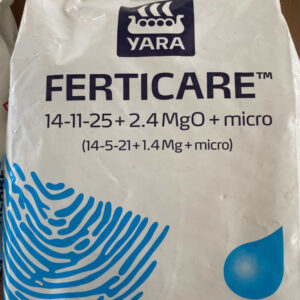 YARA
FERTICARE™
14-11-25 + 2.4 MgO + micro
(14-5-21 + 1.4 Mg + micro)